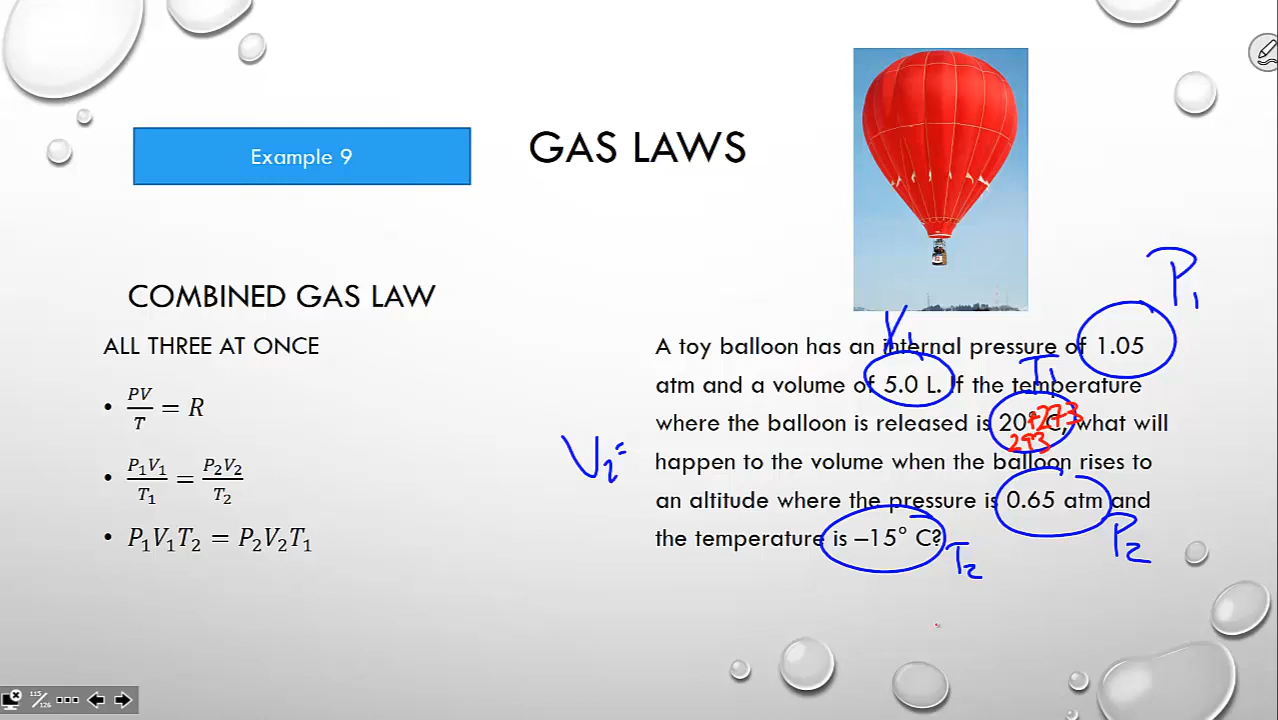 Example 9
GAS LAWS
COMBINED GAS LAW
ALL THREE AT ONCE
• PV/T = R
• P₁V₁/T₁ = P₂V₂/T₂
• P₁V₁T₂ = P₂V₂T₁
P₁
V₁
A toy balloon has an internal pressure of 1.05
T₁
atm and a volume of 5.0 L. If the temperature
where the balloon is released is 20° C, what will
+273
293
V₂=
happen to the volume when the balloon rises to
an altitude where the pressure is 0.65 atm and
P₂
the temperature is –15° C?
T₂
115/126